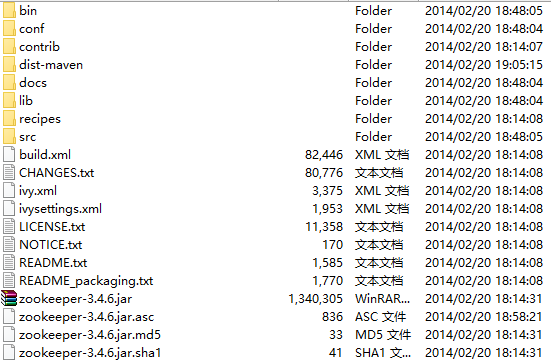 bin Folder 2014/02/20 18:48:05
conf Folder 2014/02/20 18:48:04
contrib Folder 2014/02/20 18:14:07
dist-maven Folder 2014/02/20 19:05:15
docs Folder 2014/02/20 18:48:04
lib Folder 2014/02/20 18:48:04
recipes Folder 2014/02/20 18:14:08
src Folder 2014/02/20 18:48:05
build.xml 82,446 XML 文档 2014/02/20 18:14:08
CHANGES.txt 80,776 文本文档 2014/02/20 18:14:08
ivy.xml 3,375 XML 文档 2014/02/20 18:14:08
ivysettings.xml 1,953 XML 文档 2014/02/20 18:14:08
LICENSE.txt 11,358 文本文档 2014/02/20 18:14:08
NOTICE.txt 170 文本文档 2014/02/20 18:14:08
README.txt 1,585 文本文档 2014/02/20 18:14:08
README_packaging.txt 1,770 文本文档 2014/02/20 18:14:08
zookeeper-3.4.6.jar 1,340,305 WinRAR... 2014/02/20 18:14:31
zookeeper-3.4.6.jar.asc 836 ASC 文件 2014/02/20 18:58:21
zookeeper-3.4.6.jar.md5 33 MD5 文件 2014/02/20 18:14:31
zookeeper-3.4.6.jar.sha1 41 SHA1 文... 2014/02/20 18:14:31